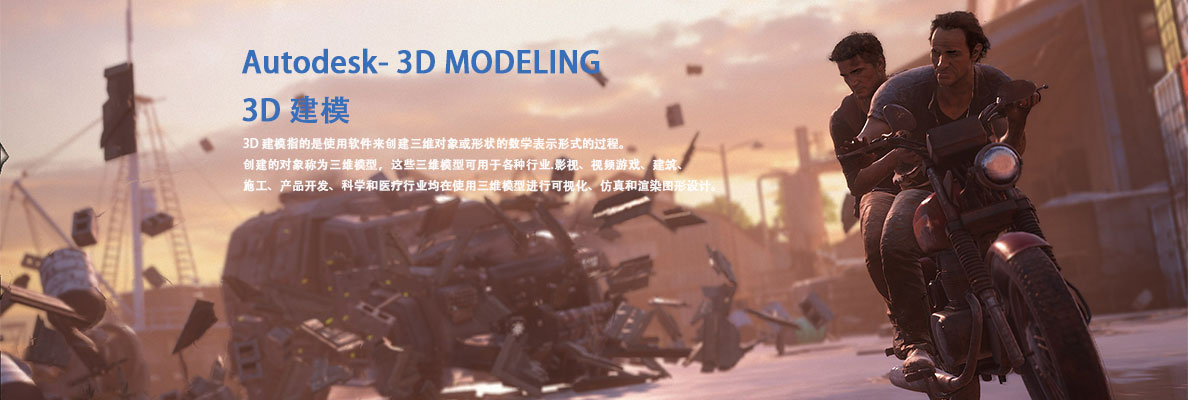 Autodesk- 3D MODELING
3D 建模
3D 建模指的是使用软件来创建三维对象或形状的数学表示形式的过程。
创建的对象称为三维模型，这些三维模型可用于各种行业.影视、视频游戏、建筑、
施工、产品开发、科学和医疗行业均在使用三维模型进行可视化、仿真和渲染图形设计。